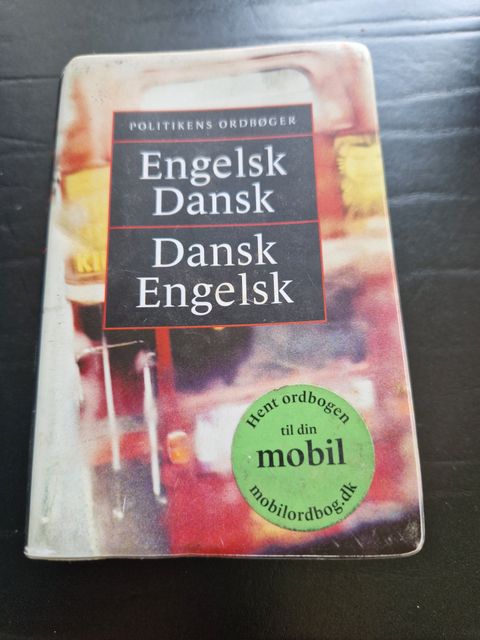 POLITIKENS ORDBØGER
Engelsk
Dansk
Dansk
Engelsk
Hent ordbogen
til din
mobil
mobilordbog.dk